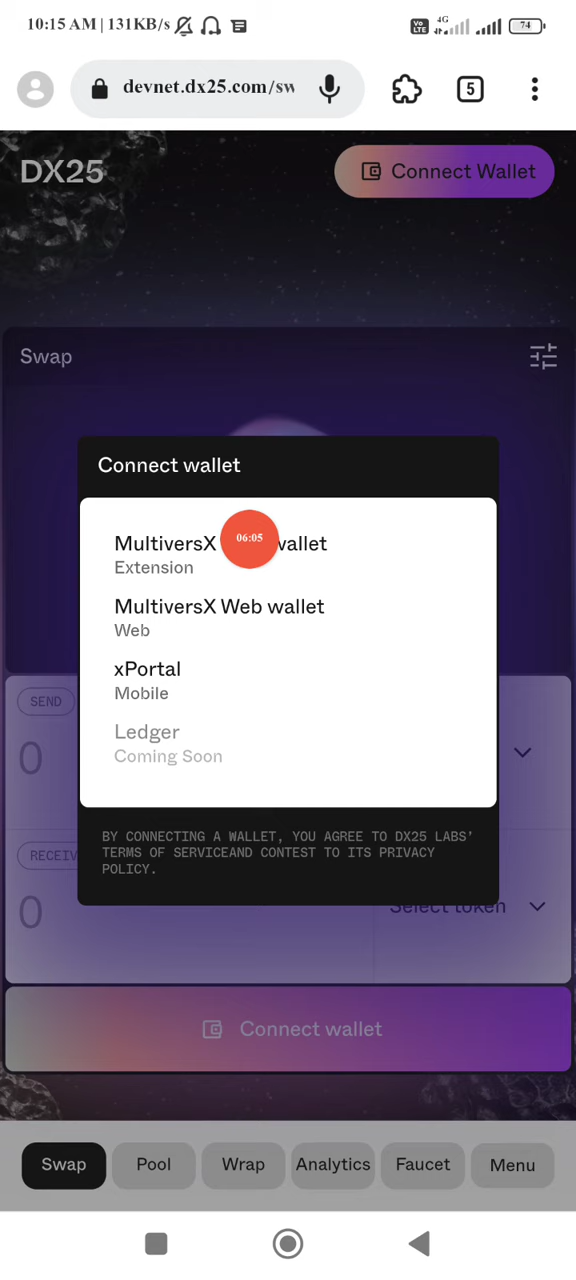 10:15 AM | 131KB/s
Vo LTE 4G 74
devnet.dx25.com/sw
5
DX25
Connect Wallet
Swap
Connect wallet
MultiversX wallet
06:05
Extension
MultiversX Web wallet
Web
xPortal
Mobile
Ledger
Coming Soon
SEND
0
BY CONNECTING A WALLET, YOU AGREE TO DX25 LABS’
TERMS OF SERVICEAND CONTEST TO ITS PRIVACY
POLICY.
RECEIV
0
Select token
Connect wallet
Swap
Pool
Wrap
Analytics
Faucet
Menu